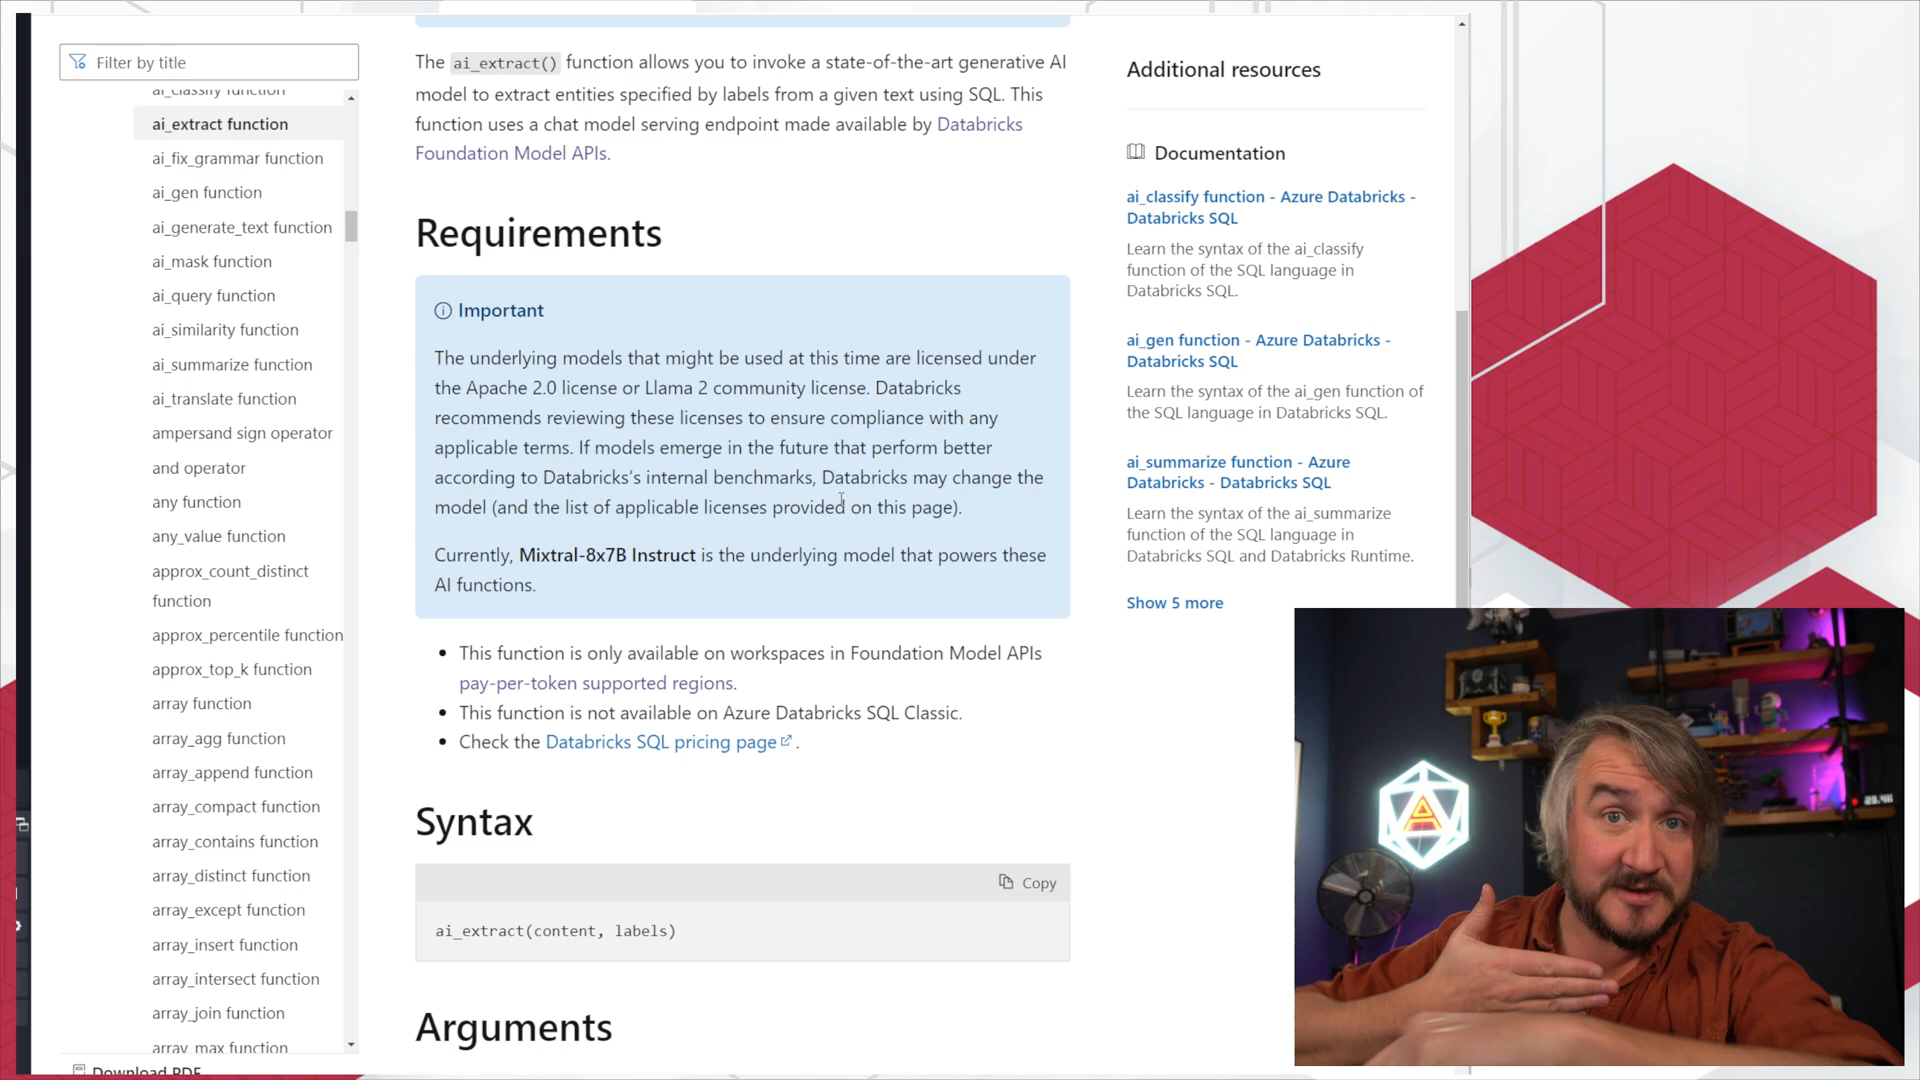 Filter by title
ai_classify function
ai_extract function
ai_fix_grammar function
ai_gen function
ai_generate_text function
ai_mask function
ai_query function
ai_similarity function
ai_summarize function
ai_translate function
ampersand sign operator
and operator
any function
any_value function
approx_count_distinct
function
approx_percentile function
approx_top_k function
array function
array_agg function
array_append function
array_compact function
array_contains function
array_distinct function
array_except function
array_insert function
array_intersect function
array_join function
array_max function
Download PDF
The ai_extract() function allows you to invoke a state-of-the-art generative AI
model to extract entities specified by labels from a given text using SQL. This
function uses a chat model serving endpoint made available by Databricks
Foundation Model APIs.
Requirements
Important
The underlying models that might be used at this time are licensed under
the Apache 2.0 license or Llama 2 community license. Databricks
recommends reviewing these licenses to ensure compliance with any
applicable terms. If models emerge in the future that perform better
according to Databricks’s internal benchmarks, Databricks may change the
model (and the list of applicable licenses provided on this page).
Currently, Mixtral-8x7B Instruct is the underlying model that powers these
AI functions.
• This function is only available on workspaces in Foundation Model APIs
pay-per-token supported regions.
• This function is not available on Azure Databricks SQL Classic.
• Check the Databricks SQL pricing page.
Syntax
Copy
ai_extract(content, labels)
Arguments
Additional resources
Documentation
ai_classify function - Azure Databricks -
Databricks SQL
Learn the syntax of the ai_classify
function of the SQL language in
Databricks SQL.
ai_gen function - Azure Databricks -
Databricks SQL
Learn the syntax of the ai_gen function of
the SQL language in Databricks SQL.
ai_summarize function - Azure
Databricks - Databricks SQL
Learn the syntax of the ai_summarize
function of the SQL language in
Databricks SQL and Databricks Runtime.
Show 5 more